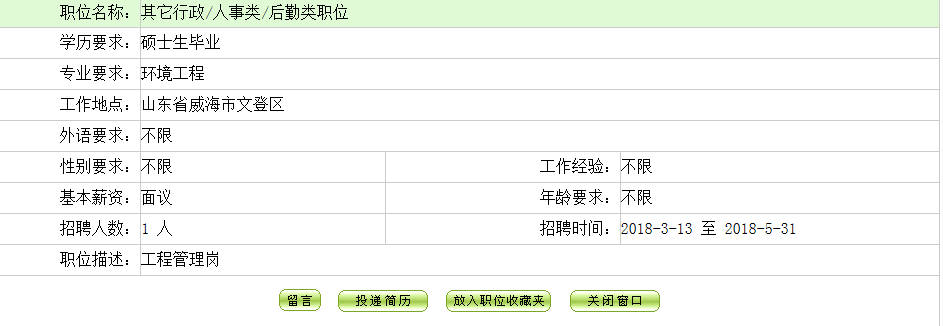 职位名称：其它行政/人事类/后勤类职位
学历要求：硕士生毕业
专业要求：环境工程
工作地点：山东省威海市文登区
外语要求：不限
性别要求：不限 工作经验：不限
基本薪资：面议 年龄要求：不限
招聘人数：1 人 招聘时间：2018-3-13 至 2018-5-31
职位描述：工程管理岗
留言 投递简历 放入职位收藏夹 关闭窗口